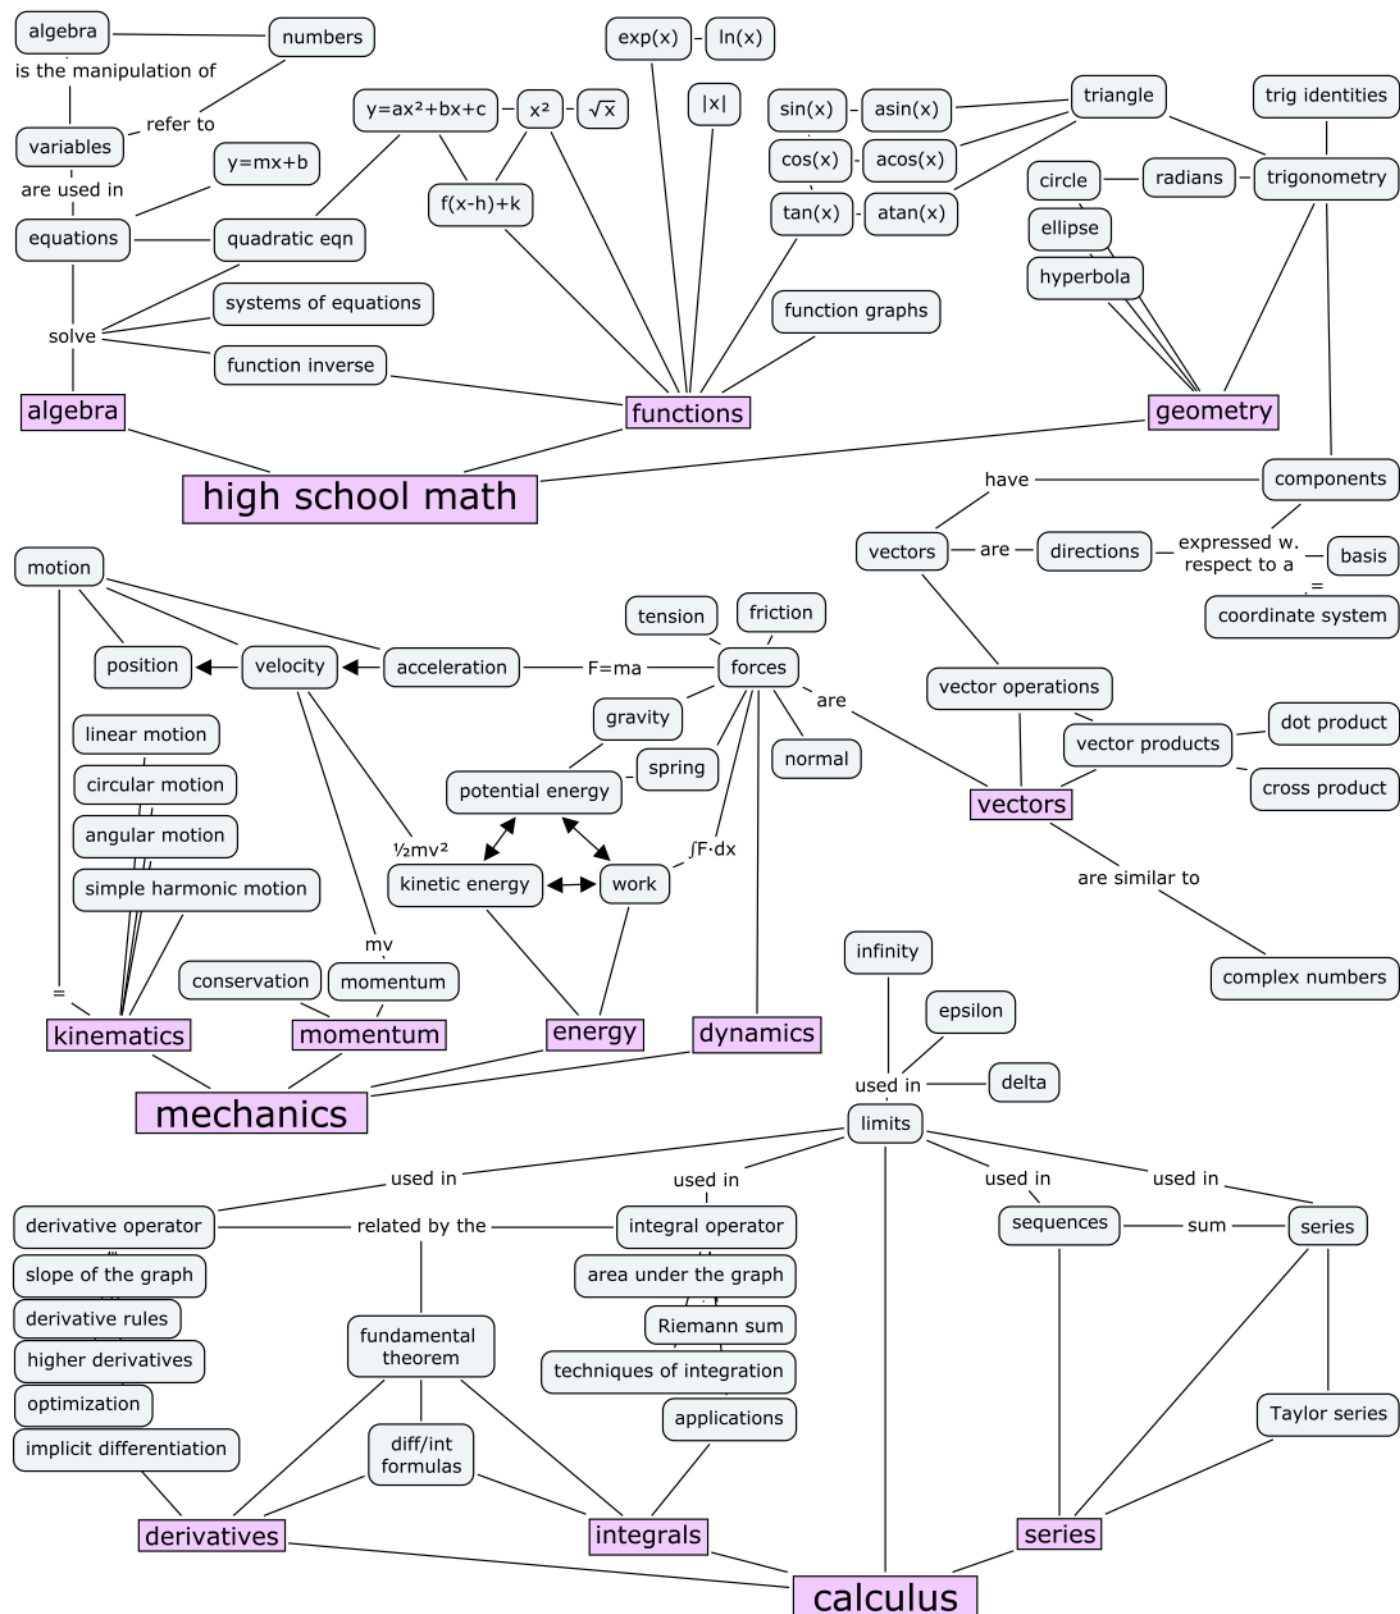 algebra
numbers
is the manipulation of
refer to
variables
are used in
y=mx+b
equations
quadratic eqn
systems of equations
solve
function inverse
algebra
y=ax²+bx+c
x²
√x
f(x-h)+k
exp(x)
ln(x)
|x|
sin(x)
asin(x)
cos(x)
acos(x)
tan(x)
atan(x)
function graphs
functions
triangle
trig identities
circle
radians
trigonometry
ellipse
hyperbola
geometry
high school math
have
components
vectors
are
directions
expressed w.
respect to a
basis
=
coordinate system
vector operations
vector products
dot product
cross product
vectors
are similar to
complex numbers
motion
position
velocity
acceleration
F=ma
forces
tension
friction
are
gravity
spring
normal
potential energy
linear motion
circular motion
angular motion
simple harmonic motion
½mv²
∫F·dx
kinetic energy
work
mv
conservation
momentum
=
kinematics
momentum
energy
dynamics
mechanics
infinity
epsilon
used in
delta
limits
used in
used in
used in
used in
derivative operator
related by the
integral operator
sequences
sum
series
slope of the graph
derivative rules
higher derivatives
optimization
implicit differentiation
fundamental
theorem
diff/int
formulas
area under the graph
Riemann sum
techniques of integration
applications
Taylor series
derivatives
integrals
series
calculus